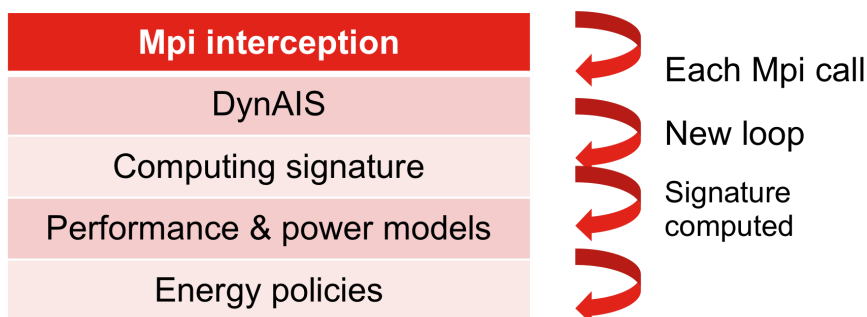 Mpi interception
DynAIS
Computing signature
Performance & power models
Energy policies
Each Mpi call
New loop
Signature
computed